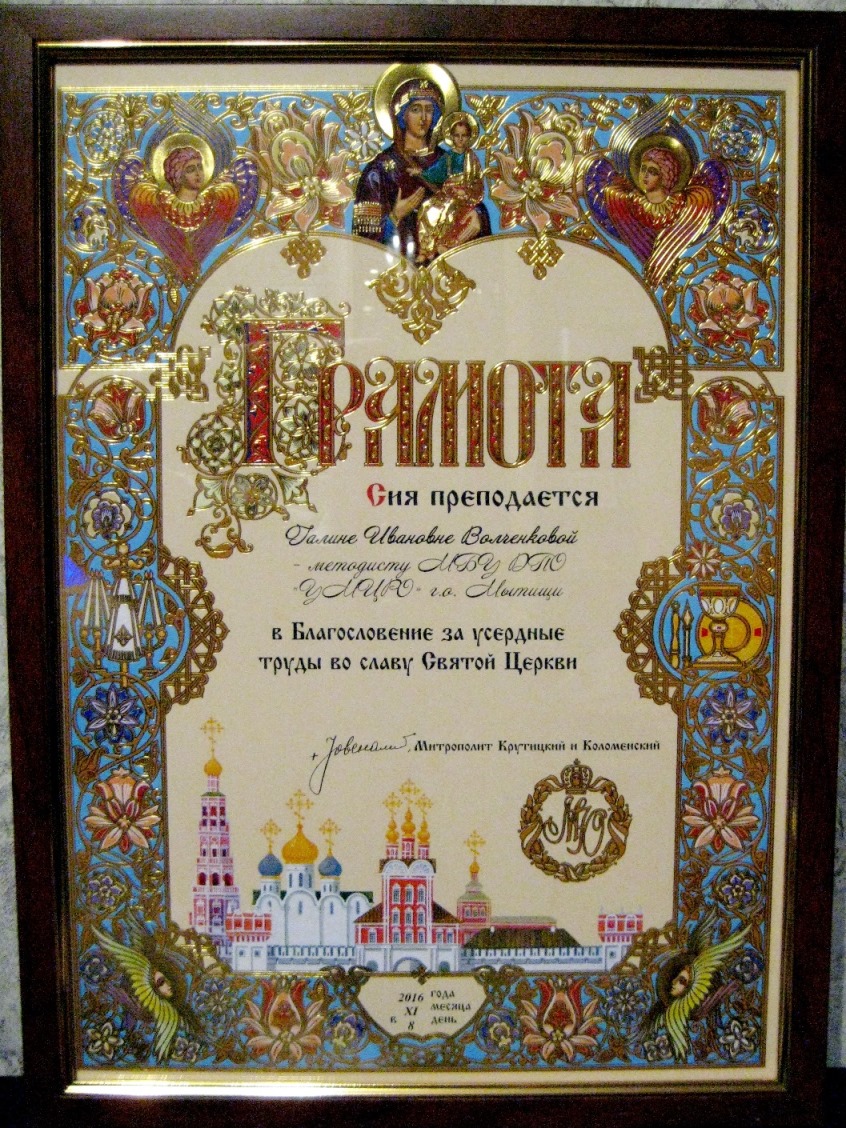 Грамота
Сия преподается
Галине Ивановне Волченковой
- методисту МБУ ДПО
"УМЦРО" г.о. Мытищи
в Благословение за усердные
труды во славу Святой Церкви
+ Ювеналий, Митрополит Крутицкий и Коломенский
МЮ
2016 года
XI месяца
в 8 день